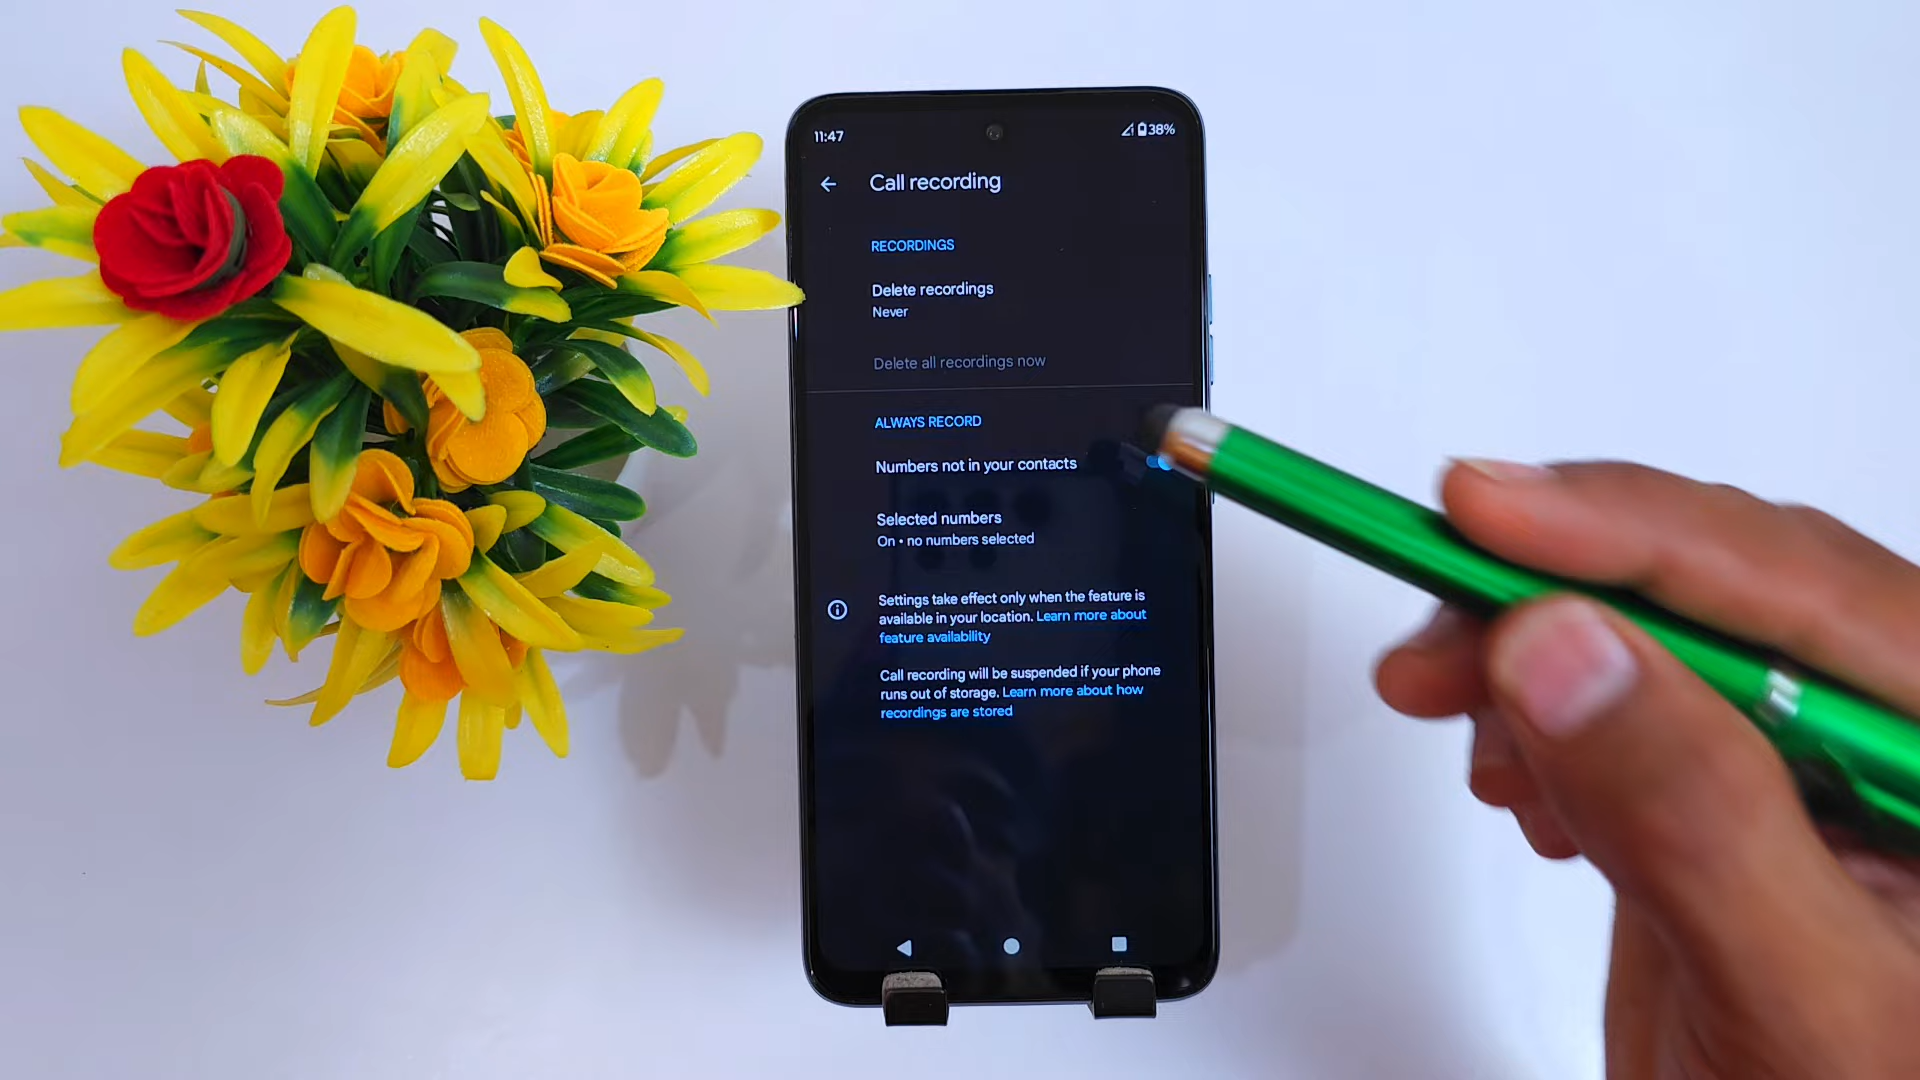 11:47
38%
Call recording
RECORDINGS
Delete recordings
Never
Delete all recordings now
ALWAYS RECORD
Numbers not in your contacts
Selected numbers
On • no numbers selected
Settings take effect only when the feature is
available in your location. Learn more about
feature availability
Call recording will be suspended if your phone
runs out of storage. Learn more about how
recordings are stored